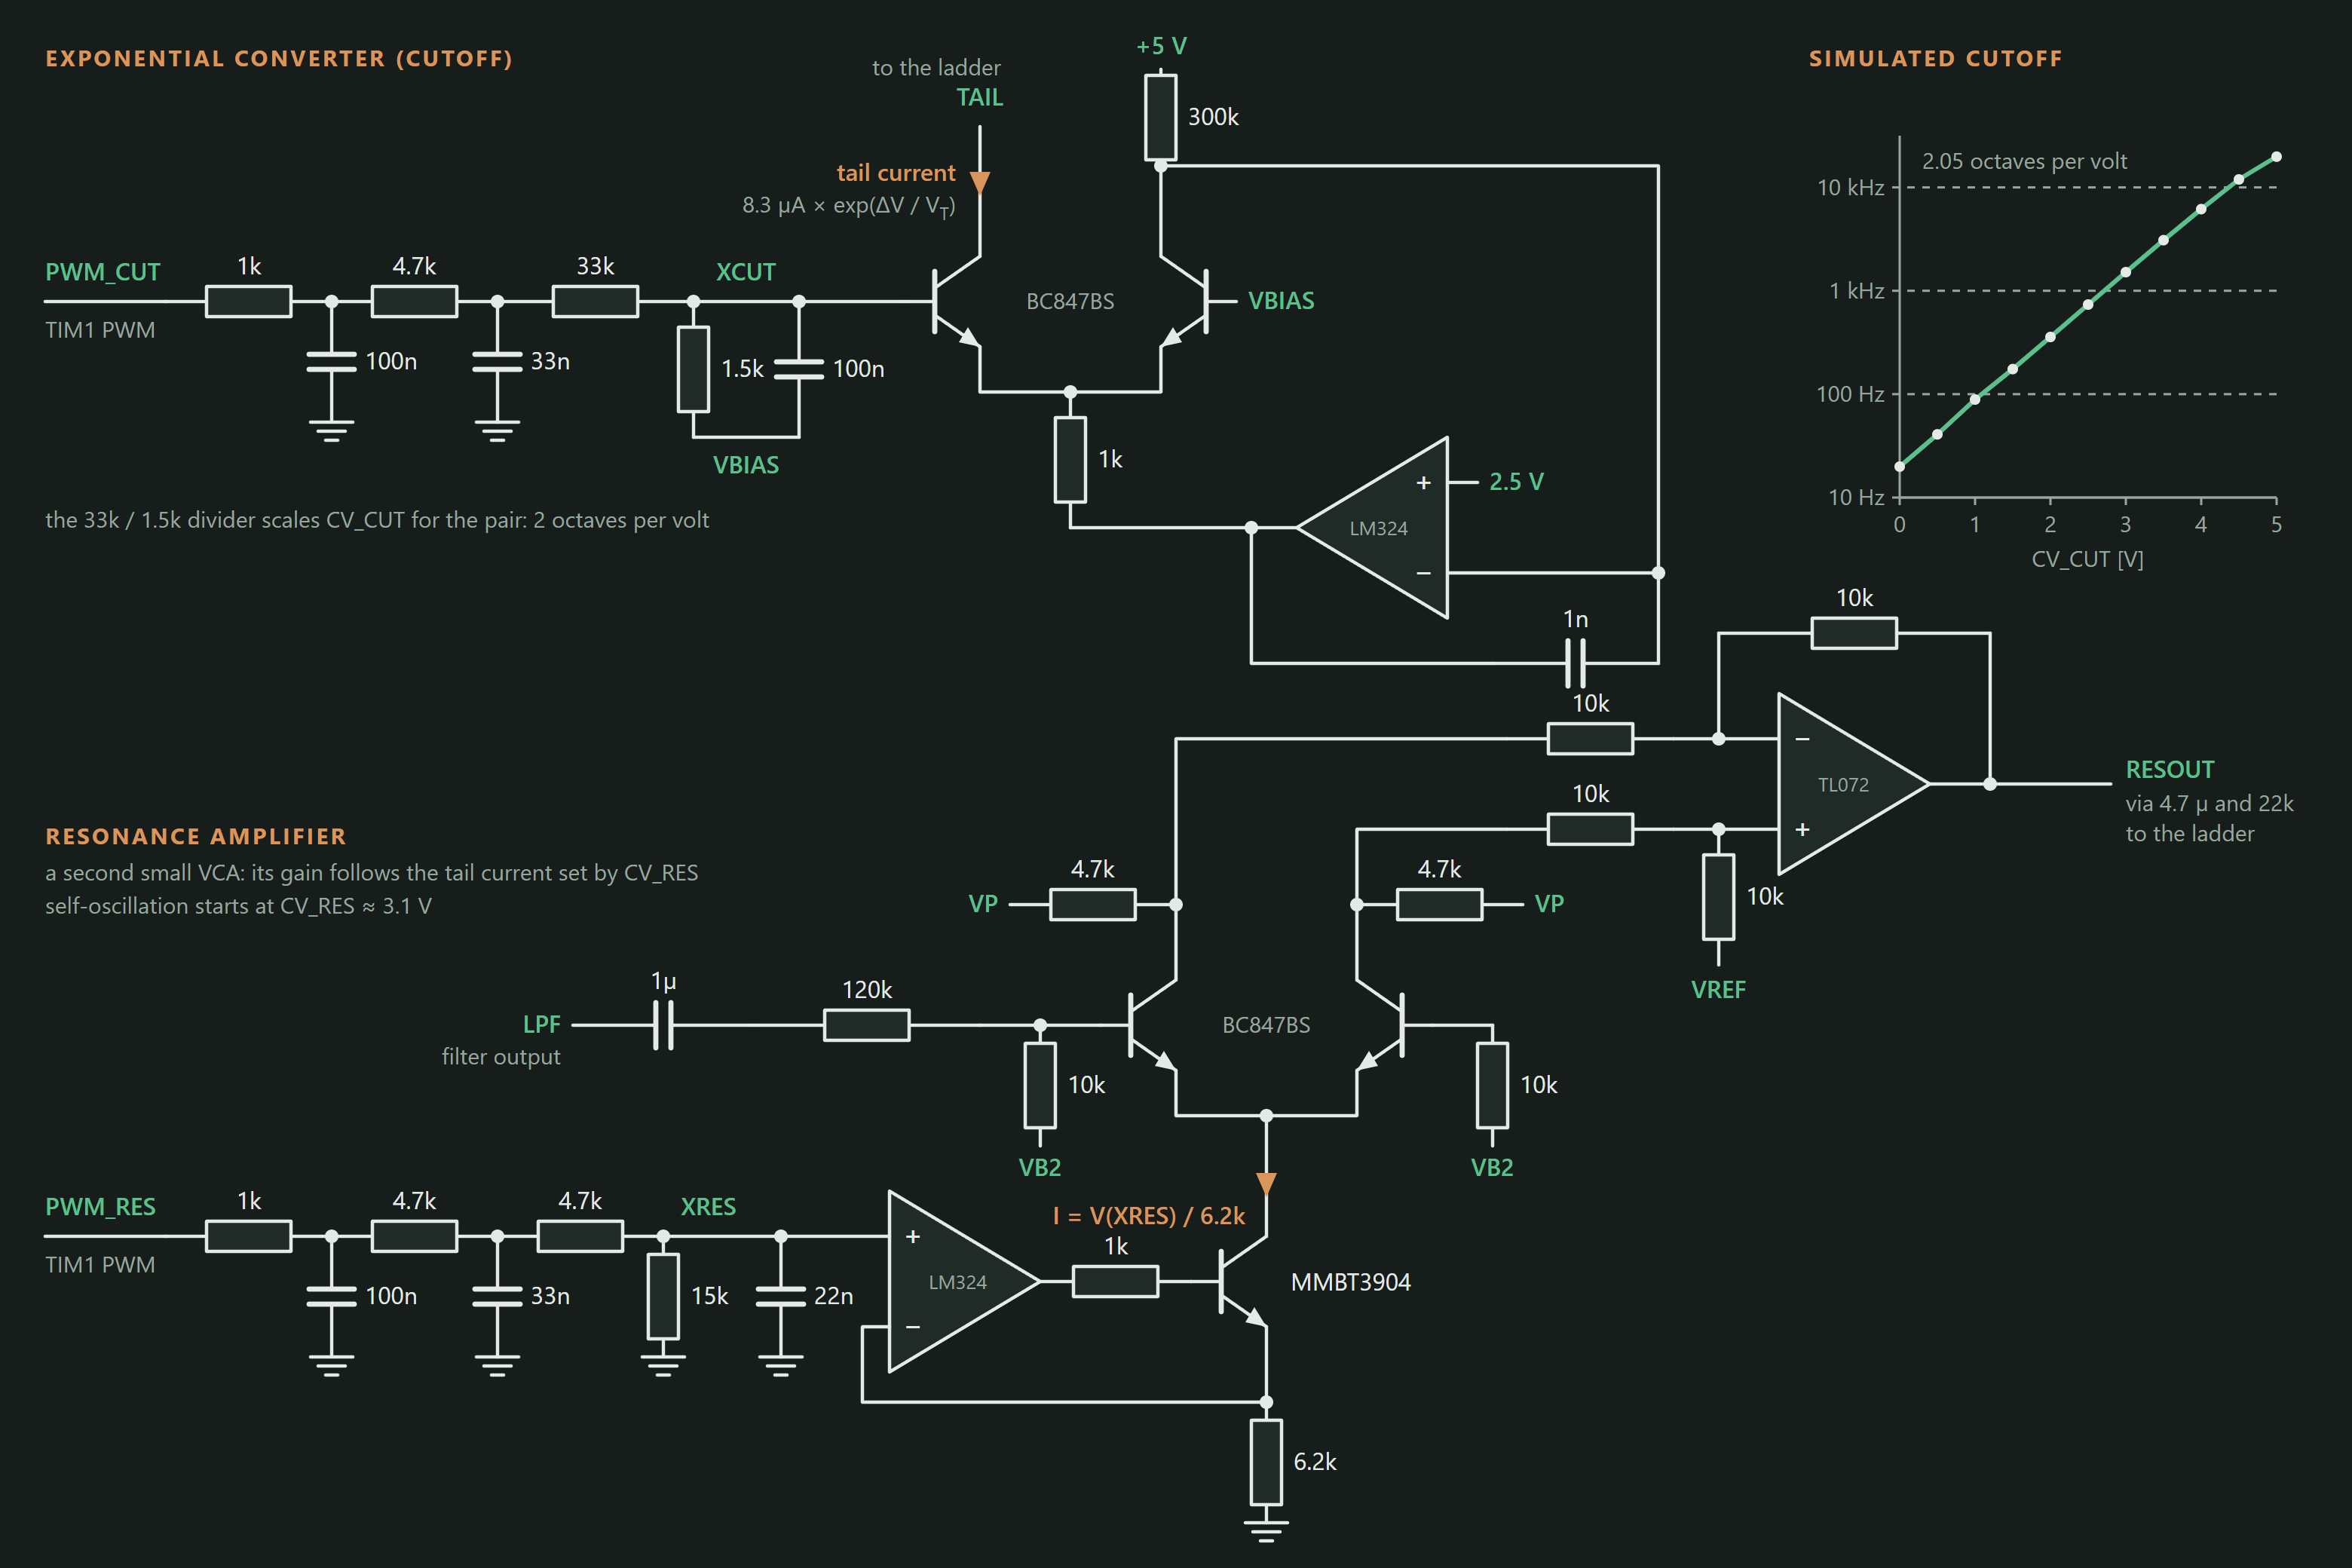 EXPONENTIAL CONVERTER (CUTOFF)
to the ladder
TAIL
+5 V
300k
SIMULATED CUTOFF
tail current
8.3 µA × exp(ΔV / VT)
PWM_CUT
TIM1 PWM
1k
4.7k
33k
XCUT
100n
33n
1.5k
100n
VBIAS
BC847BS
VBIAS
1k
the 33k / 1.5k divider scales CV_CUT for the pair: 2 octaves per volt
+
2.5 V
LM324
−
1n
2.05 octaves per volt
10 kHz
1 kHz
100 Hz
10 Hz
0
1
2
3
4
5
CV_CUT [V]
RESONANCE AMPLIFIER
a second small VCA: its gain follows the tail current set by CV_RES
self-oscillation starts at CV_RES ≈ 3.1 V
10k
10k
10k
−
TL072
+
10k
VREF
RESOUT
via 4.7 µ and 22k
to the ladder
VP
4.7k
4.7k
VP
LPF
filter output
1µ
120k
BC847BS
10k
VB2
10k
VB2
PWM_RES
TIM1 PWM
1k
4.7k
4.7k
XRES
100n
33n
15k
22n
+
LM324
−
I = V(XRES) / 6.2k
1k
MMBT3904
6.2k